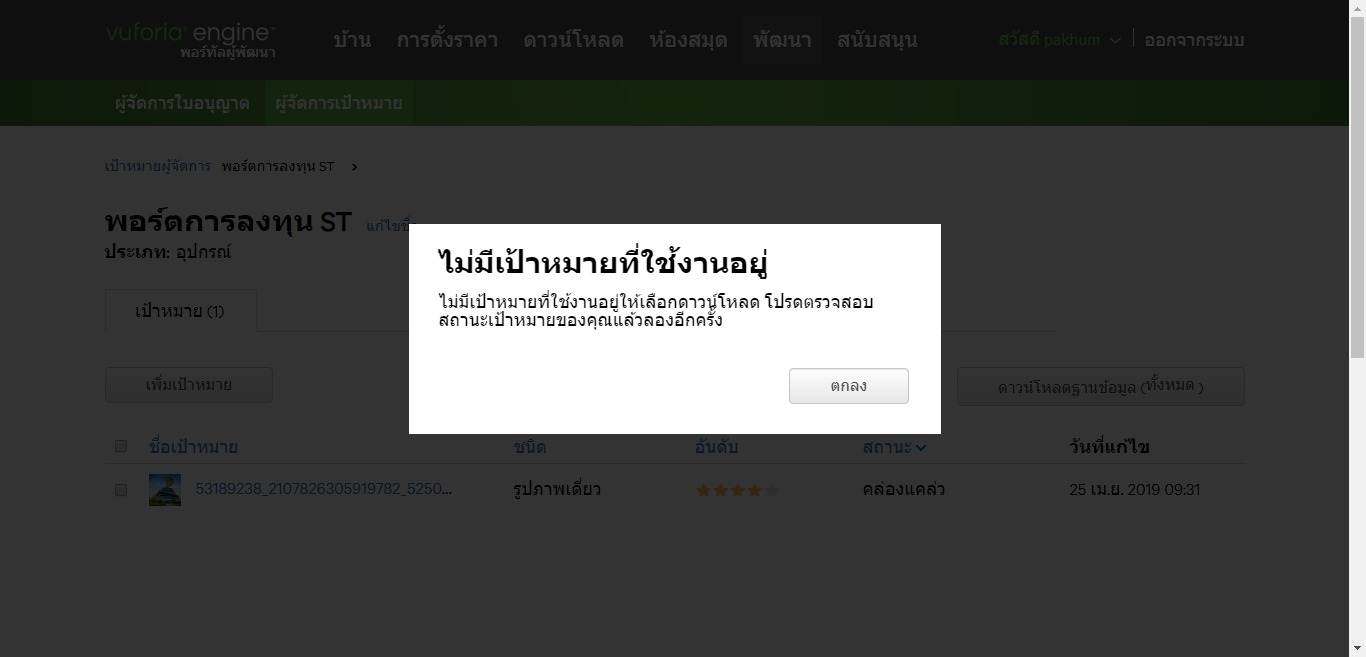 vuforia engine
พอร์ทัลผู้พัฒนา
บ้าน การตั้งราคา ดาวน์โหลด ห้องสมุด พัฒนา สนับสนุน
สวัสดี pakhum ออกจากระบบ
ผู้จัดการใบอนุญาต ผู้จัดการเป้าหมาย
เป้าหมายผู้จัดการ พอร์ตการลงทุน ST >
พอร์ตการลงทุน ST แก้ไขชื่อ
ประเภท: อุปกรณ์
ไม่มีเป้าหมายที่ใช้งานอยู่
ไม่มีเป้าหมายที่ใช้งานอยู่ให้เลือกดาวน์โหลด โปรดตรวจสอบ
สถานะเป้าหมายของคุณแล้วลองอีกครั้ง
ตกลง
เป้าหมาย (1)
เพิ่มเป้าหมาย ดาวน์โหลดฐานข้อมูล (ทั้งหมด )
ชื่อเป้าหมาย ชนิด อันดับ สถานะ วันที่แก้ไข
53189238_2107826305919782_5250... รูปภาพเดี่ยว คล่องแคล่ว 25 เม.ย. 2019 09:31